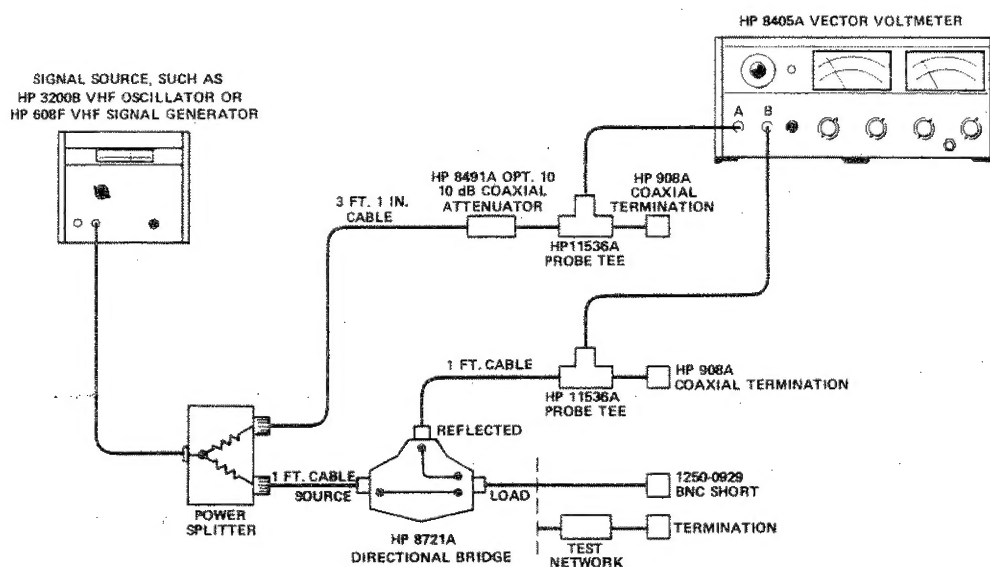 HP 8405A VECTOR VOLTMETER
SIGNAL SOURCE, SUCH AS
HP 3200B VHF OSCILLATOR OR
HP 608F VHF SIGNAL GENERATOR
A B
3 FT. 1 IN.
CABLE
HP 8491A OPT. 10
10 dB COAXIAL
ATTENUATOR
HP 908A
COAXIAL
TERMINATION
HP11536A
PROBE TEE
1 FT. CABLE
HP 11536A
PROBE TEE
HP 908A
COAXIAL TERMINATION
REFLECTED
1 FT. CABLE
SOURCE
LOAD
1250-0929
BNC SHORT
POWER
SPLITTER
HP 8721A
DIRECTIONAL BRIDGE
TEST
NETWORK
TERMINATION